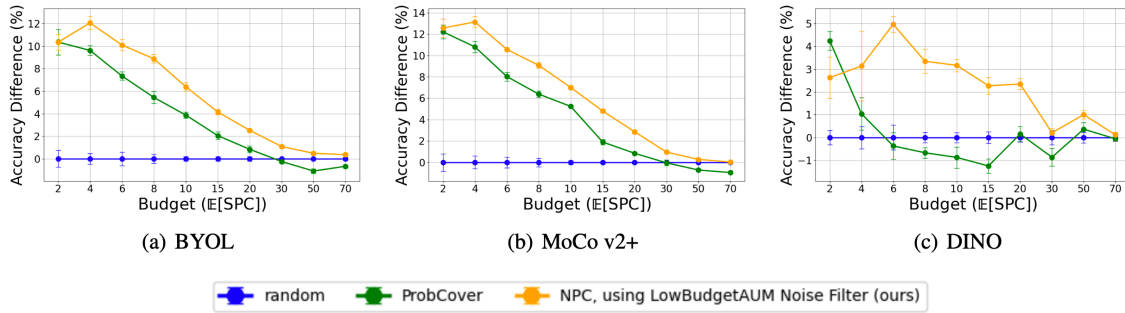 Accuracy Difference (%)
12
10
8
6
4
2
0
2 4 6 8 10 15 20 30 50 70
Budget (𝔼[SPC])
(a) BYOL
Accuracy Difference (%)
14
12
10
8
6
4
2
0
2 4 6 8 10 15 20 30 50 70
Budget (𝔼[SPC])
(b) MoCo v2+
Accuracy Difference (%)
5
4
3
2
1
0
−1
2 4 6 8 10 15 20 30 50 70
Budget (𝔼[SPC])
(c) DINO
random ProbCover NPC, using LowBudgetAUM Noise Filter (ours)